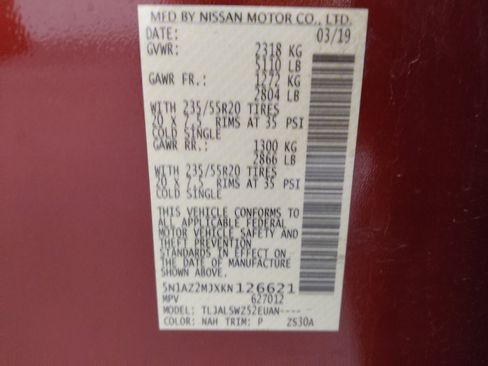 MFD BY NISSAN MOTOR CO., LTD.
DATE: 03/19
GVWR: 2318 KG
5110 LB
GAWR FR.: 1272 KG
2804 LB
WITH 235/55R20 TIRES
20 X 7.5 RIMS AT 35 PSI
COLD SINGLE
GAWR RR.: 1300 KG
2866 LB
WITH 235/55R20 TIRES
20 X 7.5 RIMS AT 35 PSI
COLD SINGLE
THIS VEHICLE CONFORMS TO
ALL APPLICABLE FEDERAL
MOTOR VEHICLE SAFETY AND
THEFT PREVENTION
STANDARDS IN EFFECT ON
THE DATE OF MANUFACTURE
SHOWN ABOVE.
5N1AZ2MJXKN126621
MPV 627012
MODEL: TLJALSWZ52EUAN----
COLOR: NAH TRIM: P ZS30A